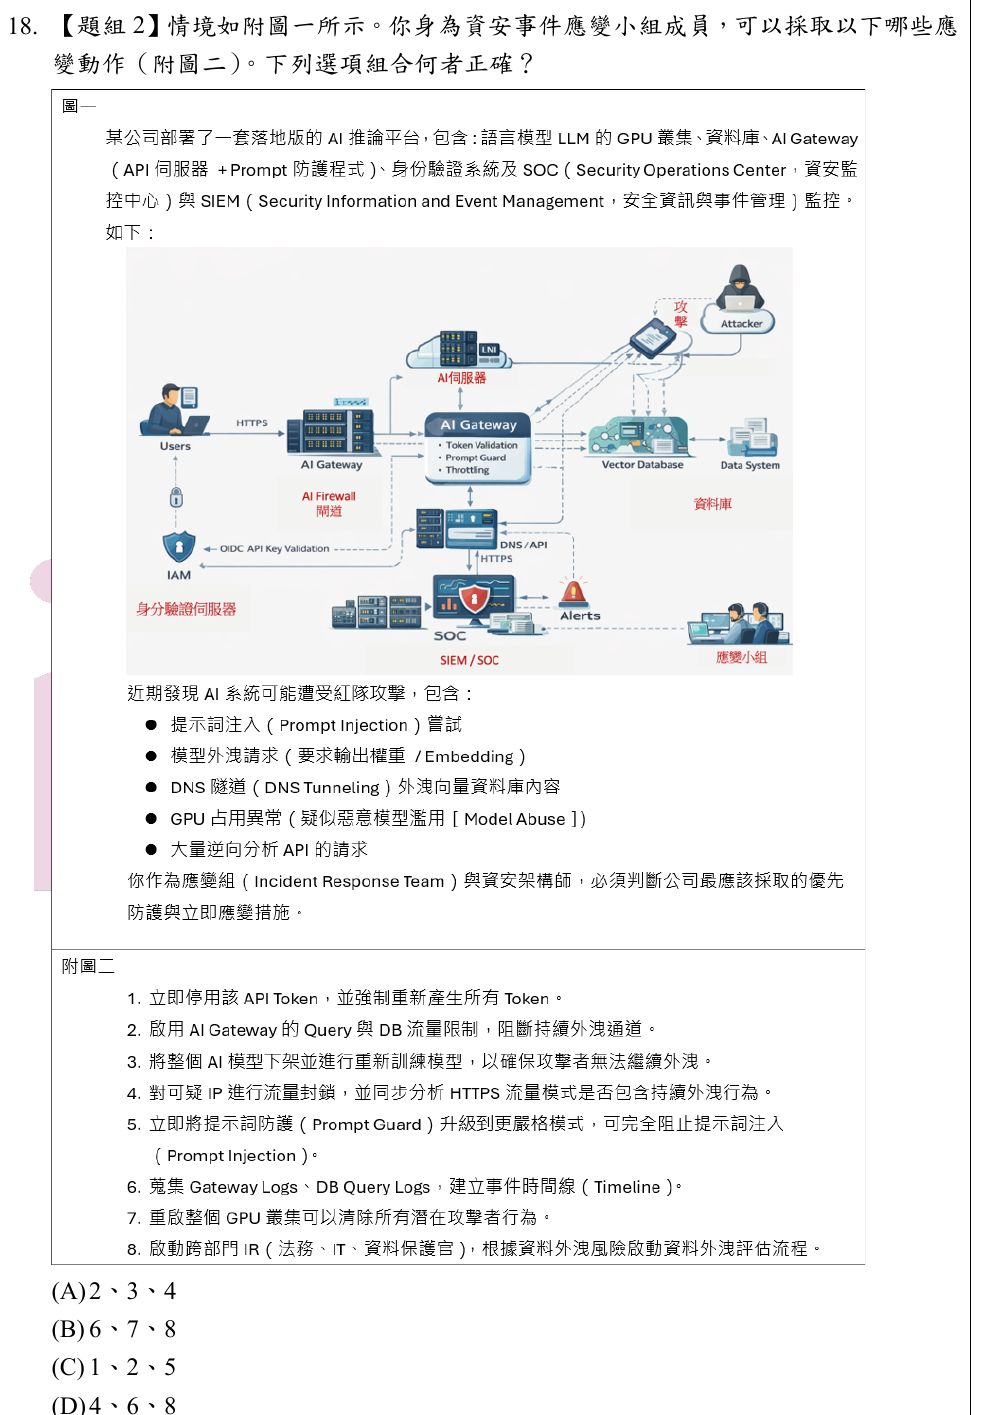 18. 【題組 2】情境如附圖一所示。你身為資安事件應變小組成員，可以採取以下哪些應
變動作（附圖二）。下列選項組合何者正確？
圖一
某公司部署了一套落地版的 AI 推論平台，包含：語言模型 LLM 的 GPU 叢集、資料庫、AI Gateway
（API 伺服器 +Prompt 防護程式）、身份驗證系統及 SOC（Security Operations Center，資安監
控中心）與 SIEM（Security Information and Event Management，安全資訊與事件管理）監控。
如下：
攻擊
Attacker
LNI
AI伺服器
Users
HTTPS
AI Gateway
AI Firewall
閘道
AI Gateway
• Token Validation
• Prompt Guard
• Throttling
Vector Database
Data System
資料庫
OIDC API Key Validation
IAM
身分驗證伺服器
DNS/API
HTTPS
SOC
SIEM / SOC
Alerts
應變小組
近期發現 AI 系統可能遭受紅隊攻擊，包含：
● 提示詞注入（Prompt Injection）嘗試
● 模型外洩請求（要求輸出權重 /Embedding）
● DNS 隧道（DNS Tunneling）外洩向量資料庫內容
● GPU 占用異常（疑似惡意模型濫用［Model Abuse］）
● 大量逆向分析 API 的請求
你作為應變組（Incident Response Team）與資安架構師，必須判斷公司最應該採取的優先
防護與立即應變措施。
附圖二
1. 立即停用該 API Token，並強制重新產生所有 Token。
2. 啟用 AI Gateway 的 Query 與 DB 流量限制，阻斷持續外洩通道。
3. 將整個 AI 模型下架並進行重新訓練模型，以確保攻擊者無法繼續外洩。
4. 對可疑 IP 進行流量封鎖，並同步分析 HTTPS 流量模式是否包含持續外洩行為。
5. 立即將提示詞防護（Prompt Guard）升級到更嚴格模式，可完全阻止提示詞注入
（Prompt Injection）。
6. 蒐集 Gateway Logs、DB Query Logs，建立事件時間線（Timeline）。
7. 重啟整個 GPU 叢集可以清除所有潛在攻擊者行為。
8. 啟動跨部門 IR（法務、IT、資料保護官），根據資料外洩風險啟動資料外洩評估流程。
(A) 2、3、4
(B) 6、7、8
(C) 1、2、5
(D) 4、6、8